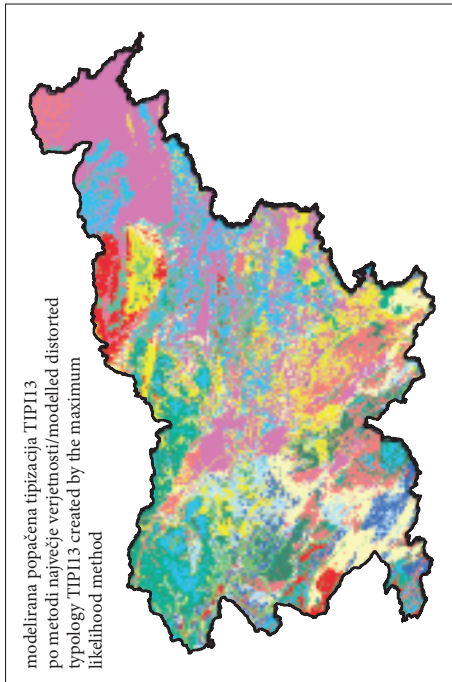 modelirana popačena tipizacija TIPI13
po metodi največje verjetnosti/modelled distorted
typology TIPI13 created by the maximum
likelihood method